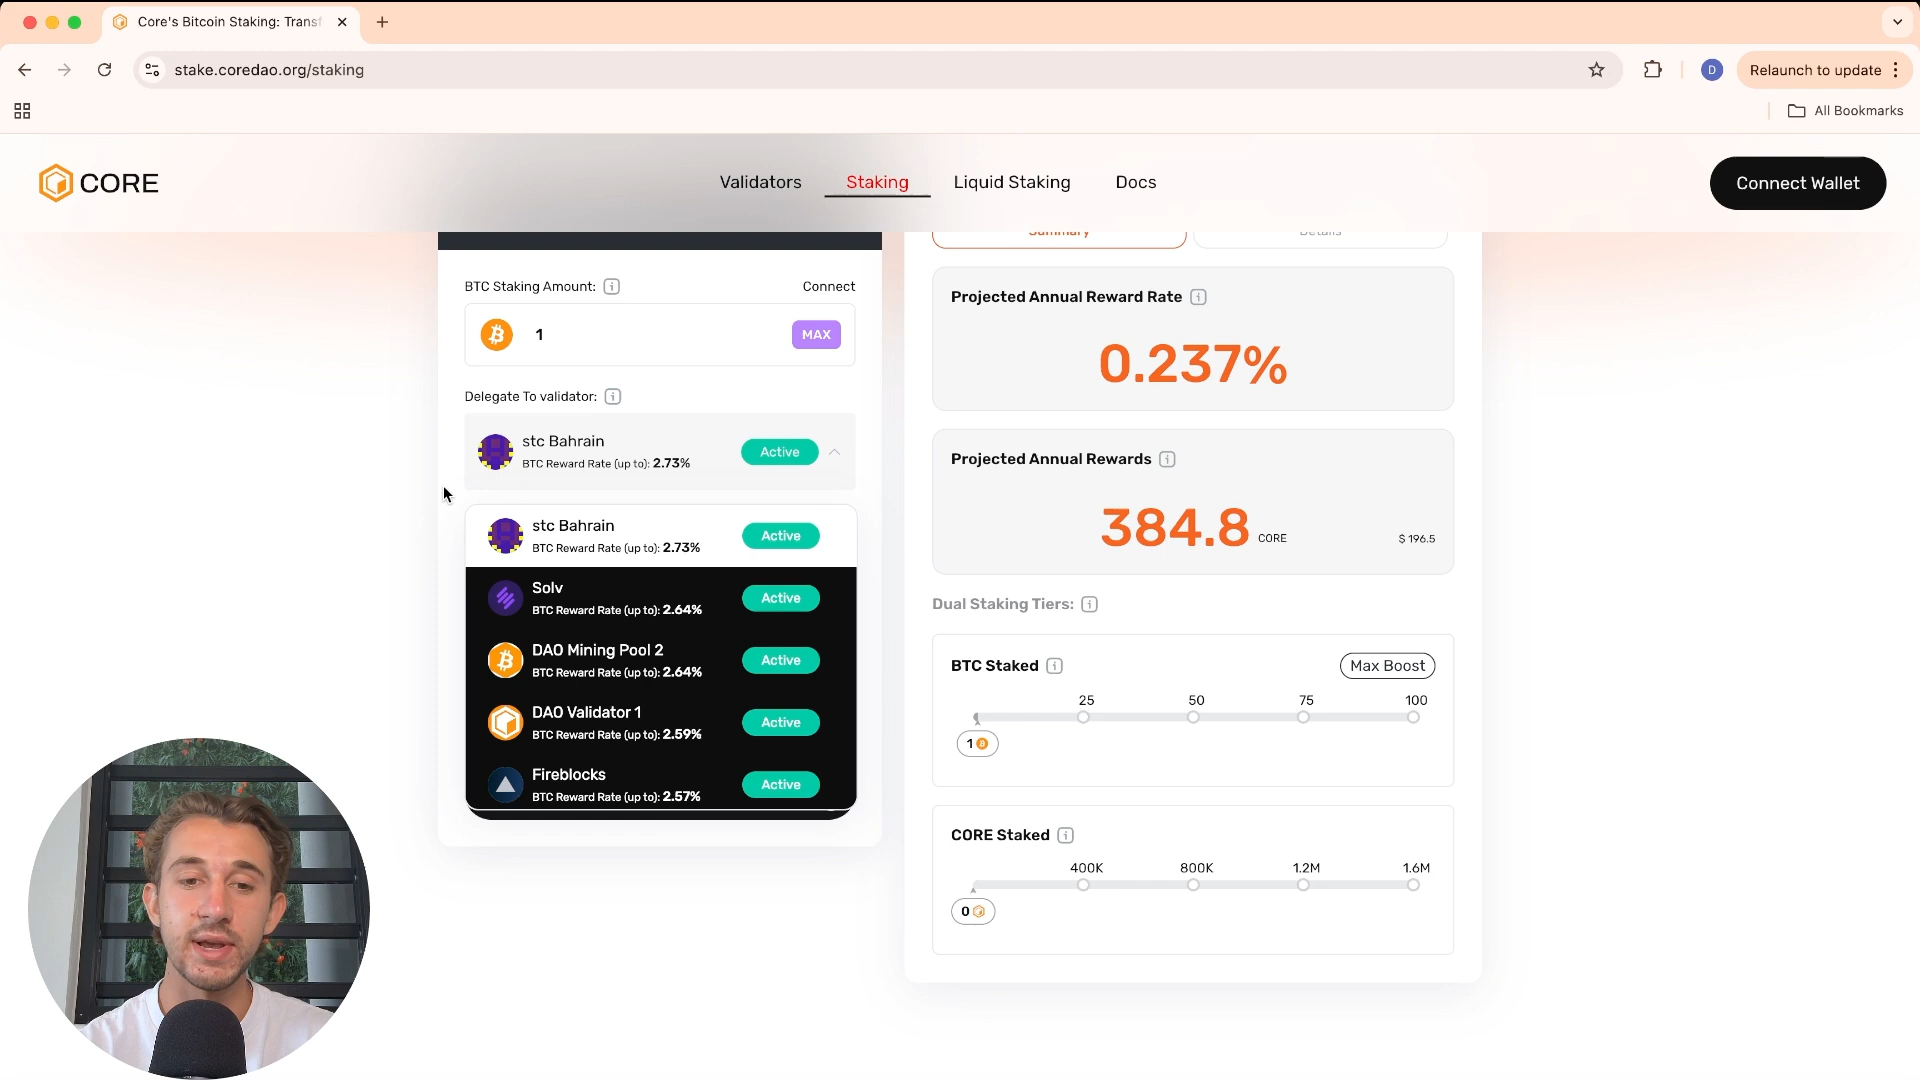 Core's Bitcoin Staking: Transf
stake.coredao.org/staking
D
Relaunch to update
All Bookmarks
CORE
Validators
Staking
Liquid Staking
Docs
Connect Wallet
BTC Staking Amount:
Connect
1
MAX
Delegate To validator:
stc Bahrain
BTC Reward Rate (up to): 2.73%
Active
stc Bahrain
BTC Reward Rate (up to): 2.73%
Active
Solv
BTC Reward Rate (up to): 2.64%
Active
DAO Mining Pool 2
BTC Reward Rate (up to): 2.64%
Active
DAO Validator 1
BTC Reward Rate (up to): 2.59%
Active
Fireblocks
BTC Reward Rate (up to): 2.57%
Active
Summary
Details
Projected Annual Reward Rate
0.237%
Projected Annual Rewards
384.8 CORE
$ 196.5
Dual Staking Tiers:
BTC Staked
Max Boost
25 50 75 100
1
CORE Staked
400K 800K 1.2M 1.6M
0